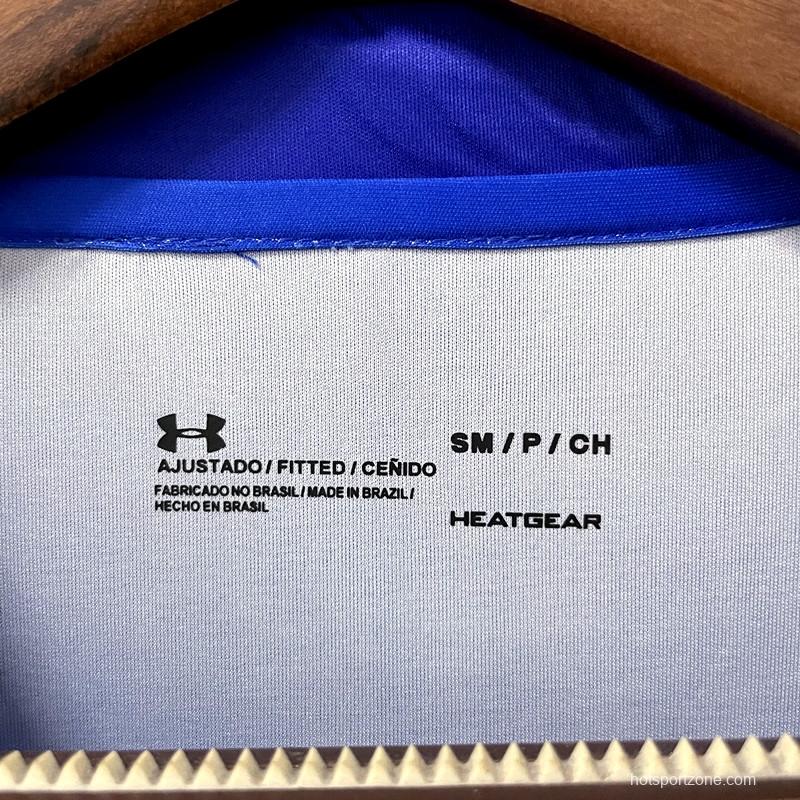 AJUSTADO / FITTED / CEÑIDO
FABRICADO NO BRASIL / MADE IN BRAZIL /
HECHO EN BRASIL
SM / P / CH
HEATGEAR
hotsportzone.com